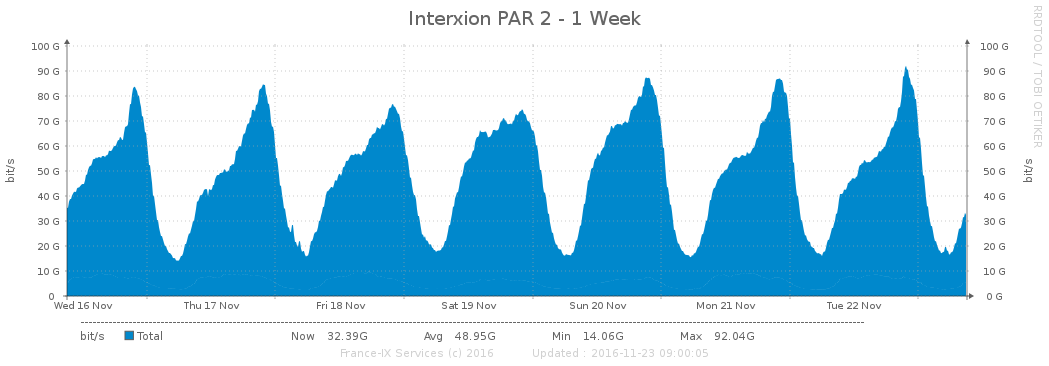 Interxion PAR 2 - 1 Week
RRDTOOL / TOBI OETIKER
100 G 100 G
90 G 90 G
80 G 80 G
70 G 70 G
60 G 60 G
50 G 50 G
40 G 40 G
30 G 30 G
20 G 20 G
10 G 10 G
0 0 G
bit/s
bit/s
Wed 16 Nov Thu 17 Nov Fri 18 Nov Sat 19 Nov Sun 20 Nov Mon 21 Nov Tue 22 Nov
bit/s Total Now 32.39G Avg 48.95G Min 14.06G Max 92.04G
France-IX Services (c) 2016 Updated : 2016-11-23 09:00:05